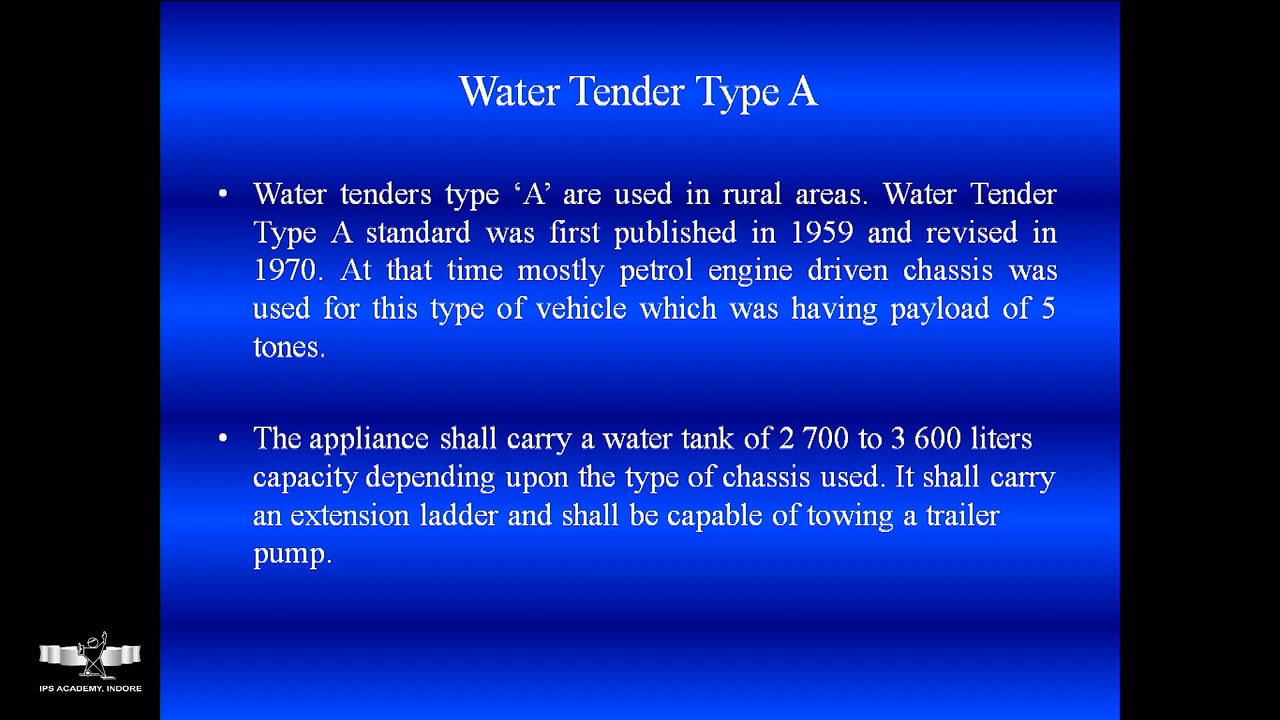 Water Tender Type A
• Water tenders type ‘A’ are used in rural areas. Water Tender
Type A standard was first published in 1959 and revised in
1970. At that time mostly petrol engine driven chassis was
used for this type of vehicle which was having payload of 5
tones.
• The appliance shall carry a water tank of 2 700 to 3 600 liters
capacity depending upon the type of chassis used. It shall carry
an extension ladder and shall be capable of towing a trailer
pump.
IPS ACADEMY, INDORE